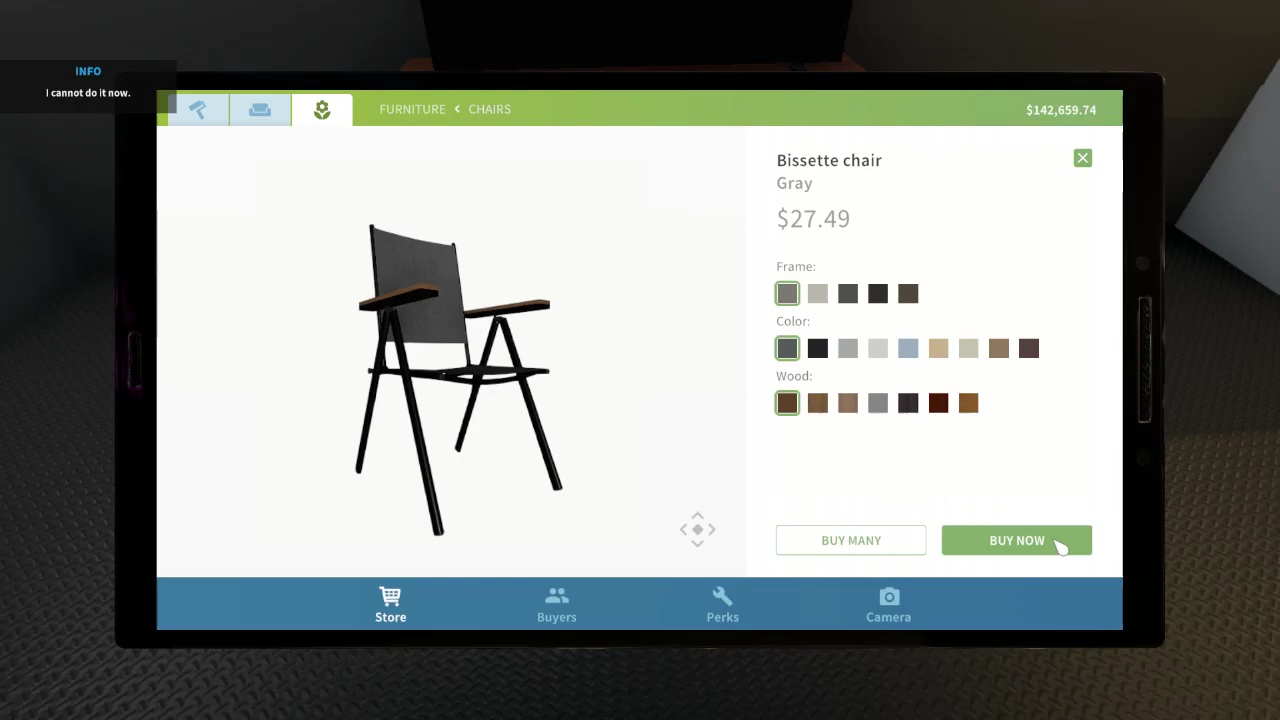 INFO
I cannot do it now.
FURNITURE < CHAIRS
$142,659.74
Bissette chair
Gray
$27.49
Frame:
Color:
Wood:
BUY MANY
BUY NOW
Store
Buyers
Perks
Camera